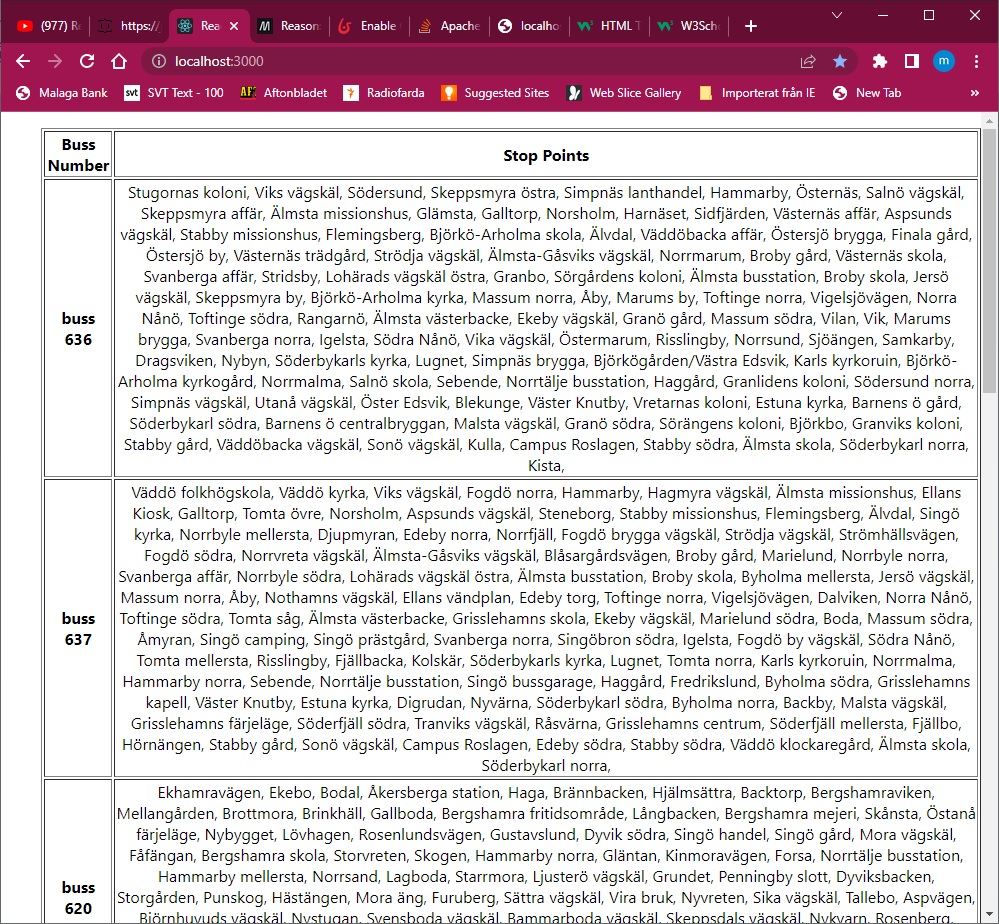 (977) Re
https:/
Rea
Reason
Enable
Apache
localho
HTML T
W3Sch
localhost:3000
m
Malaga Bank
svt SVT Text - 100
Aftonbladet
Radiofarda
Suggested Sites
Web Slice Gallery
Importerat från IE
New Tab
»
Buss
Number
Stop Points
buss
636
Stugornas koloni, Viks vägskäl, Södersund, Skeppsmyra östra, Simpnäs lanthandel, Hammarby, Östernäs, Salnö vägskäl,
Skeppsmyra affär, Älmsta missionshus, Glämsta, Galltorp, Norsholm, Harnäset, Sidfjärden, Västernäs affär, Aspsunds
vägskäl, Stabby missionshus, Flemingsberg, Björkö-Arholma skola, Älvdal, Väddöbacka affär, Östersjö brygga, Finala gård,
Östersjö by, Västernäs trädgård, Strödja vägskäl, Älmsta-Gåsviks vägskäl, Norrmarum, Broby gård, Västernäs skola,
Svanberga affär, Stridsby, Lohärads vägskäl östra, Granbo, Sörgårdens koloni, Älmsta busstation, Broby skola, Jersö
vägskäl, Skeppsmyra by, Björkö-Arholma kyrka, Massum norra, Åby, Marums by, Toftinge norra, Vigelsjövägen, Norra
Nånö, Toftinge södra, Rangarnö, Älmsta västerbacke, Ekeby vägskäl, Granö gård, Massum södra, Vilan, Vik, Marums
brygga, Svanberga norra, Igelsta, Södra Nånö, Vika vägskäl, Östermarum, Risslingby, Norrsund, Sjöängen, Samkarby,
Dragsviken, Nybyn, Söderbykarls kyrka, Lugnet, Simpnäs brygga, Björkögården/Västra Edsvik, Karls kyrkoruin, Björkö-
Arholma kyrkogård, Norrmalma, Salnö skola, Sebende, Norrtälje busstation, Haggård, Granlidens koloni, Södersund norra,
Simpnäs vägskäl, Utanå vägskäl, Öster Edsvik, Blekunge, Väster Knutby, Vretarnas koloni, Estuna kyrka, Barnens ö gård,
Söderbykarl södra, Barnens ö centralbryggan, Malsta vägskäl, Granö södra, Sörängens koloni, Björkbo, Granviks koloni,
Stabby gård, Väddöbacka vägskäl, Sonö vägskäl, Kulla, Campus Roslagen, Stabby södra, Älmsta skola, Söderbykarl norra,
Kista,
buss
637
Väddö folkhögskola, Väddö kyrka, Viks vägskäl, Fogdö norra, Hammarby, Hagmyra vägskäl, Älmsta missionshus, Ellans
Kiosk, Galltorp, Tomta övre, Norsholm, Aspsunds vägskäl, Steneborg, Stabby missionshus, Flemingsberg, Älvdal, Singö
kyrka, Norrbyle mellersta, Djupmyran, Edeby norra, Norrfjäll, Fogdö brygga vägskäl, Strödja vägskäl, Strömhällsvägen,
Fogdö södra, Norrvreta vägskäl, Älmsta-Gåsviks vägskäl, Blåsargårdsvägen, Broby gård, Marielund, Norrbyle norra,
Svanberga affär, Norrbyle södra, Lohärads vägskäl östra, Älmsta busstation, Broby skola, Byholma mellersta, Jersö vägskäl,
Massum norra, Åby, Nothamns vägskäl, Ellans vändplan, Edeby torg, Toftinge norra, Vigelsjövägen, Dalviken, Norra Nånö,
Toftinge södra, Tomta såg, Älmsta västerbacke, Grisslehamns skola, Ekeby vägskäl, Marielund södra, Boda, Massum södra,
Åmyran, Singö camping, Singö prästgård, Svanberga norra, Singöbron södra, Igelsta, Fogdö by vägskäl, Södra Nånö,
Tomta mellersta, Risslingby, Fjällbacka, Kolskär, Söderbykarls kyrka, Lugnet, Tomta norra, Karls kyrkoruin, Norrmalma,
Hammarby norra, Sebende, Norrtälje busstation, Singö bussgarage, Haggård, Fredrikslund, Byholma södra, Grisslehamns
kapell, Väster Knutby, Estuna kyrka, Digrudan, Nyvärna, Söderbykarl södra, Byholma norra, Backby, Malsta vägskäl,
Grisslehamns färjeläge, Söderfjäll södra, Tranviks vägskäl, Råsvärna, Grisslehamns centrum, Söderfjäll mellersta, Fjällbo,
Hörnängen, Stabby gård, Sonö vägskäl, Campus Roslagen, Edeby södra, Stabby södra, Väddö klockaregård, Älmsta skola,
Söderbykarl norra,
buss
620
Ekhamravägen, Ekebo, Bodal, Åkersberga station, Haga, Brännbacken, Hjälmsättra, Backtorp, Bergshamraviken,
Mellangården, Brottmora, Brinkhäll, Gallboda, Bergshamra fritidsområde, Långbacken, Bergshamra mejeri, Skånsta, Östanå
färjeläge, Nybygget, Lövhagen, Rosenlundsvägen, Gustavslund, Dyvik södra, Singö handel, Singö gård, Mora vägskäl,
Fåfängan, Bergshamra skola, Storvreten, Skogen, Hammarby norra, Gläntan, Kinmoravägen, Forsa, Norrtälje busstation,
Hammarby mellersta, Norrsand, Lagboda, Starrmora, Ljusterö vägskäl, Grundet, Penningby slott, Dyviksbacken,
Storgården, Punskog, Hästängen, Mora äng, Furuberg, Sättra vägskäl, Vira bruk, Nyvreten, Sika vägskäl, Tallebo, Aspvägen,
Björnhuvuds vägskäl, Nystugan, Svensboda vägskäl, Bammarboda vägskäl, Skeppsdals vägskäl, Nykvarn, Rosenberg,